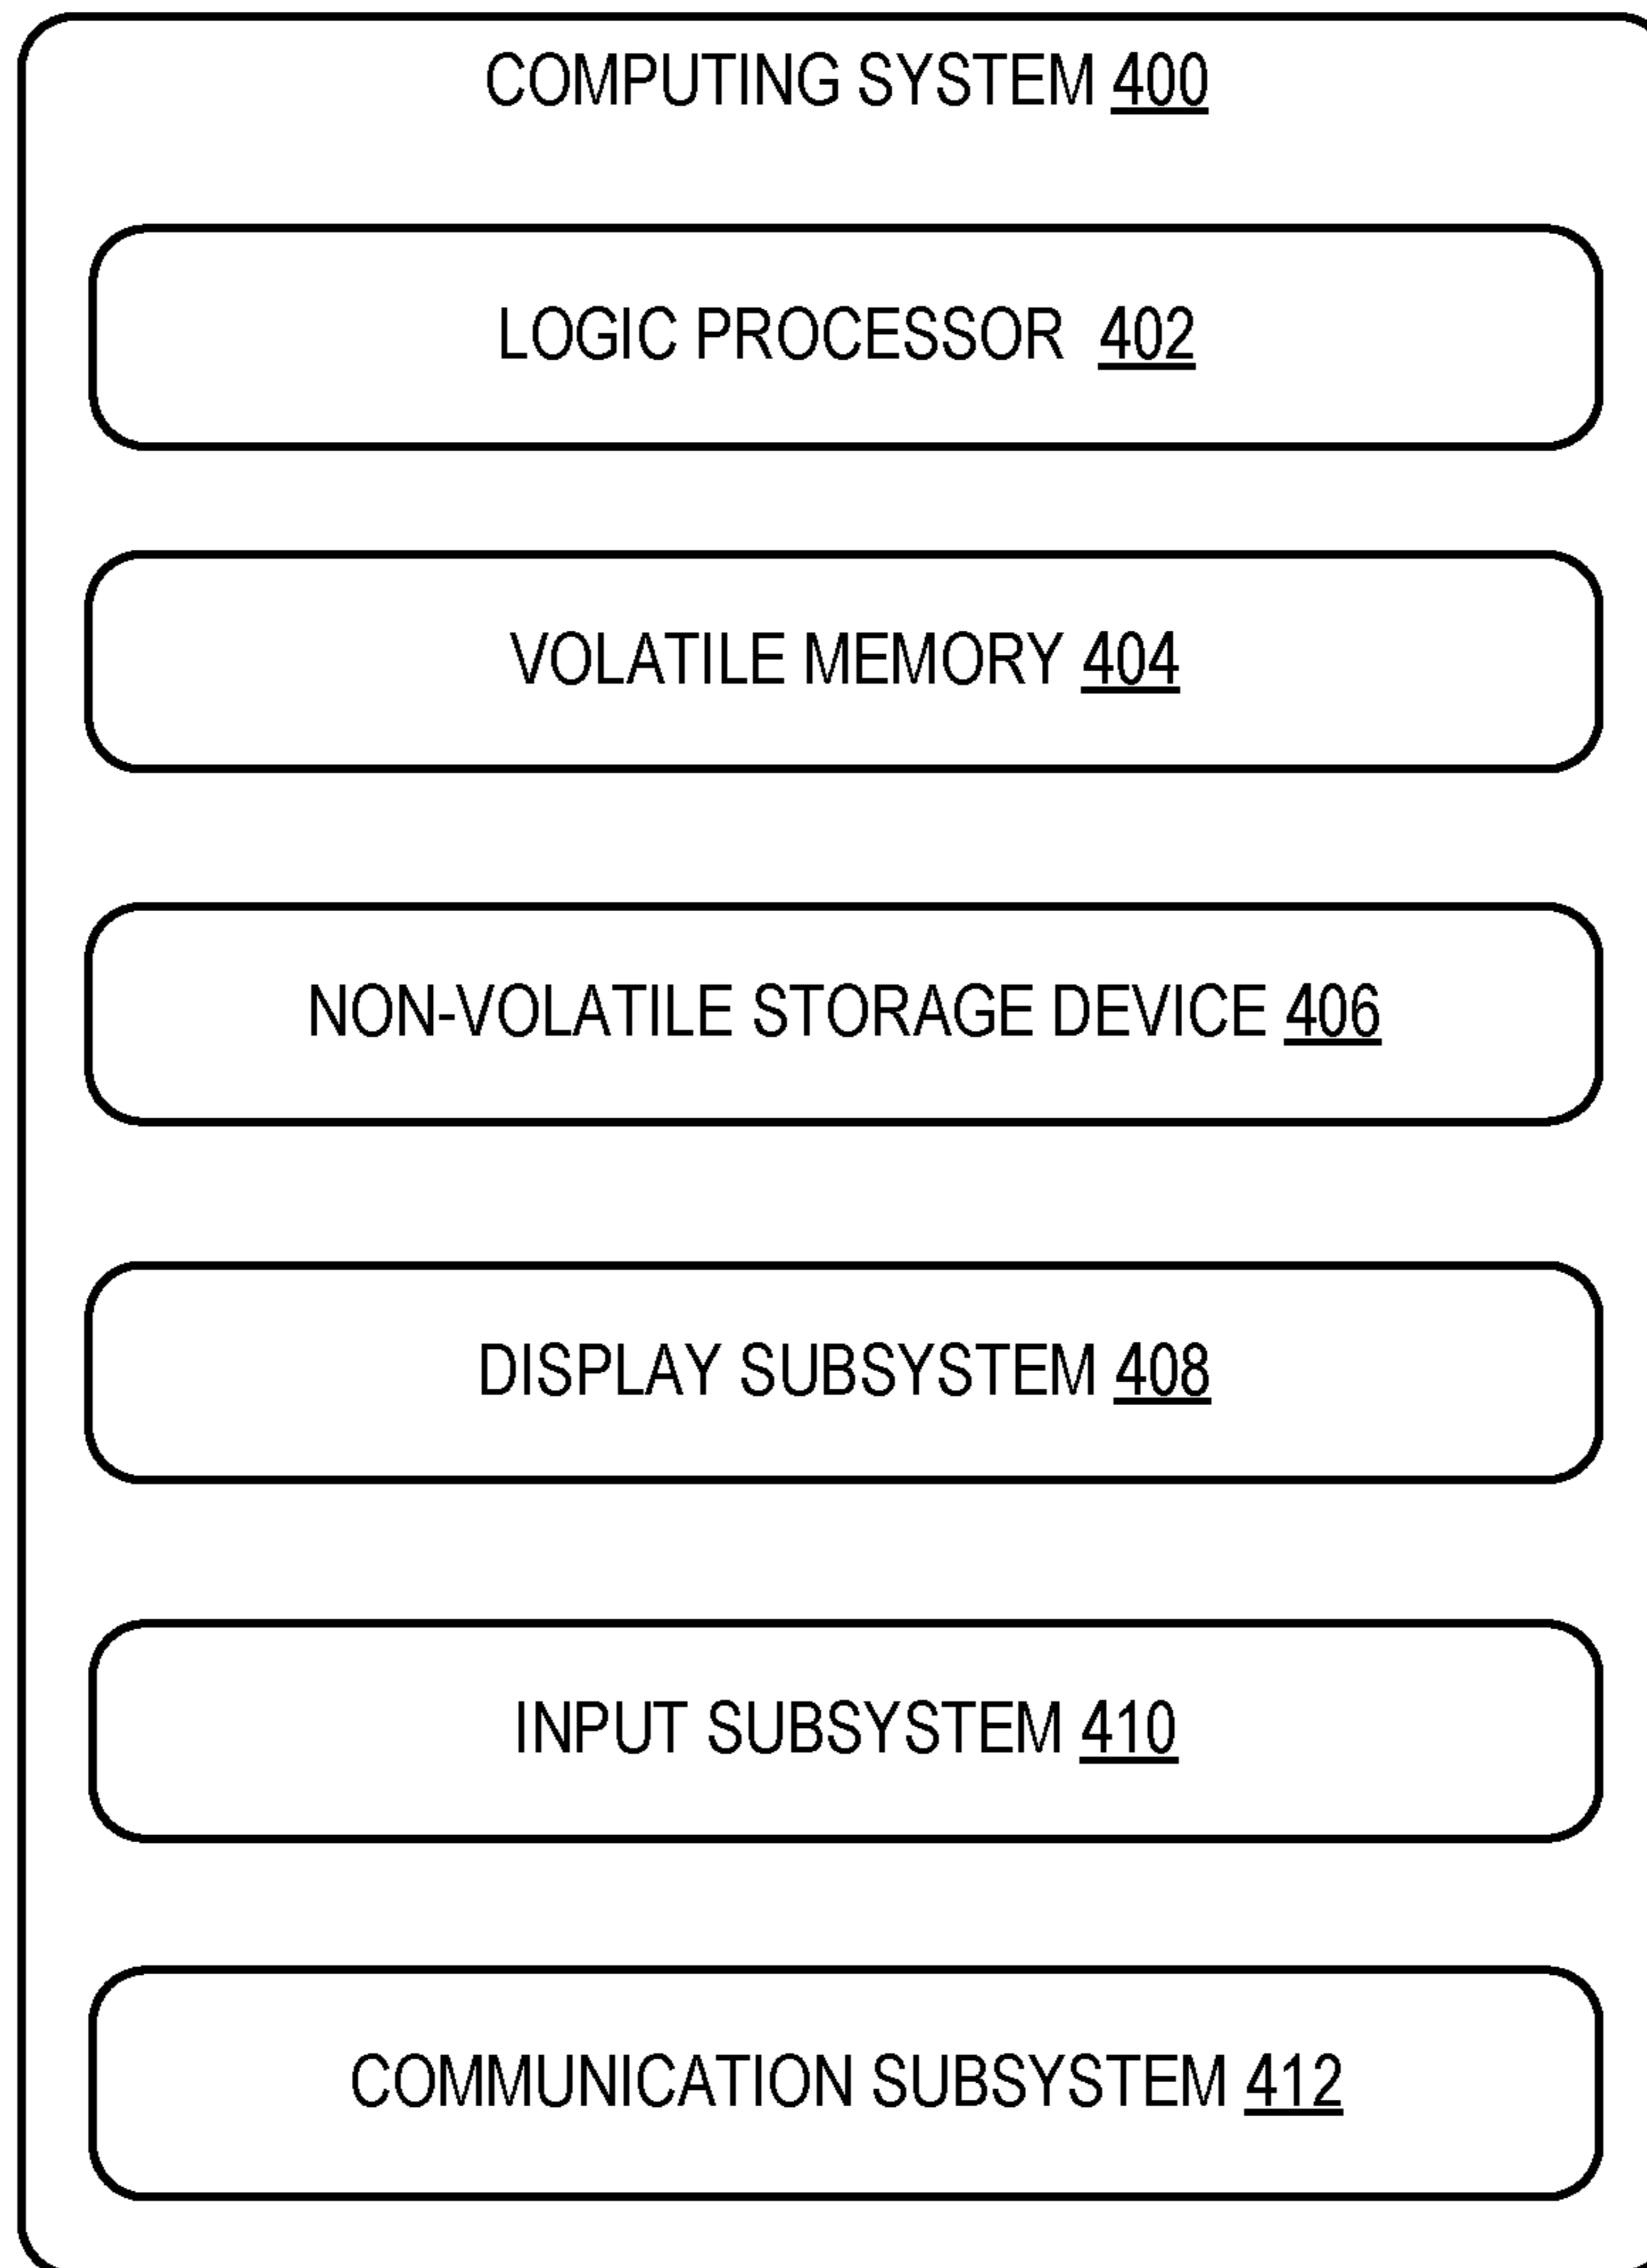 COMPUTING SYSTEM 400
LOGIC PROCESSOR 402
VOLATILE MEMORY 404
NON-VOLATILE STORAGE DEVICE 406
DISPLAY SUBSYSTEM 408
INPUT SUBSYSTEM 410
COMMUNICATION SUBSYSTEM 412